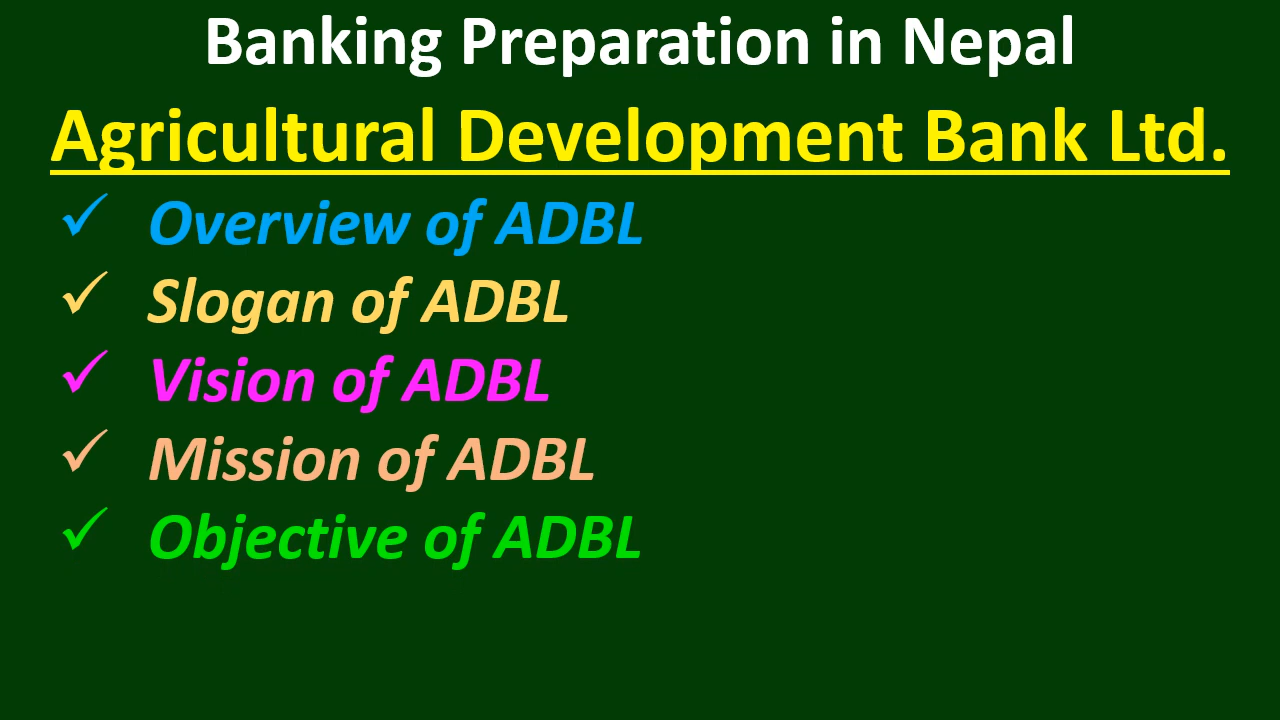 Banking Preparation in Nepal
Agricultural Development Bank Ltd.
✓ Overview of ADBL
✓ Slogan of ADBL
✓ Vision of ADBL
✓ Mission of ADBL
✓ Objective of ADBL